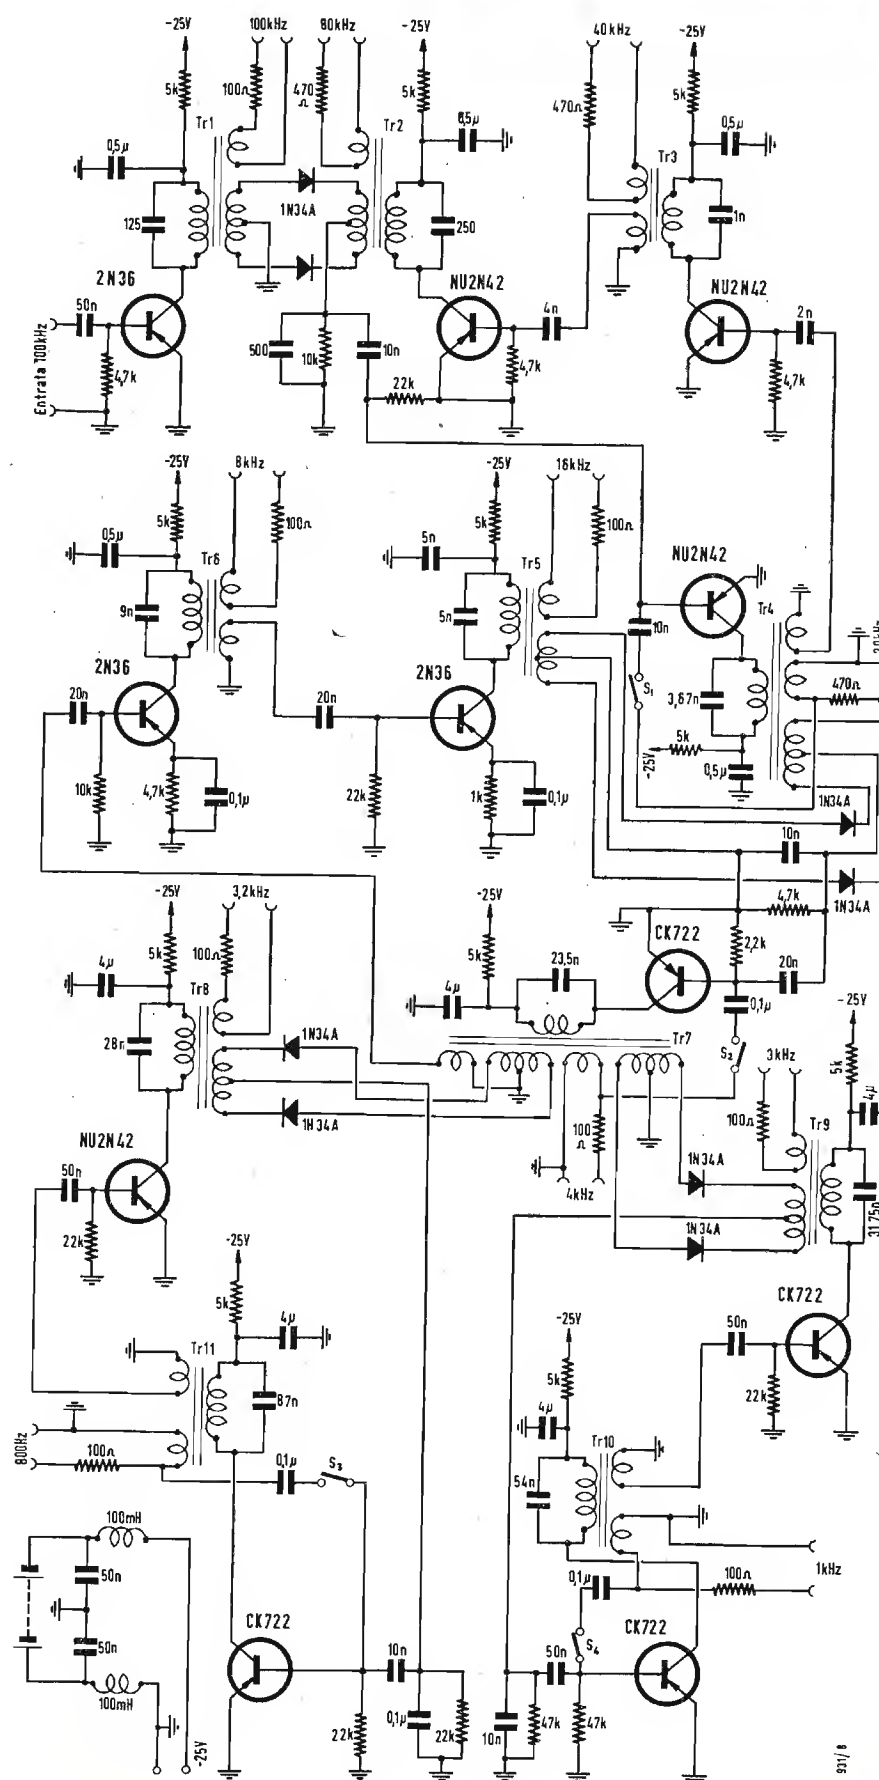 -25V
100kHz
80kHz
-25V
40kHz
-25V
5k
100Ω
470
Ω
5k
470Ω
5k
Tr1
Tr2
Tr3
0,5µ
0,5µ
0,5µ
1N34A
125
250
1n
2N36
NU2N42
NU2N42
50n
4n
2n
Entrata 100kHz
4,7k
500
10k
10n
22k
4,7k
4,7k
-25V
8kHz
-25V
16kHz
5k
100Ω
5k
100Ω
0,5µ
5n
Tr6
Tr5
NU2N42
Tr4
9n
5n
10n
20kHz
2N36
2N36
S1
3,67n
470Ω
20n
20n
5k
-25V
0,5µ
10k
4,7k
0,1µ
22k
1k
0,1µ
1N34A
10n
-25V
3,2kHz
-25V
4,7k
1N34A
5k
100Ω
5k
CK722
2,2k
4µ
Tr8
4µ
23,5n
20n
0,1µ
-25V
28n
1N34A
Tr7
S2
3kHz
5k
4µ
1N34A
100Ω
Tr9
NU2N42
100
Ω
1N34A
50n
4kHz
31,75n
22k
1N34A
-25V
CK722
5k
-25V
50n
4µ
5k
Tr11
4µ
22k
87n
Tr10
800Hz
100Ω
0,1µ
S3
54n
100mH
0,1µ
100Ω
1kHz
50n
S4
50n
CK722
50n
CK722
10n
100mH
22k
0,1µ
22k
10n
47k
47k
-25V
931/8